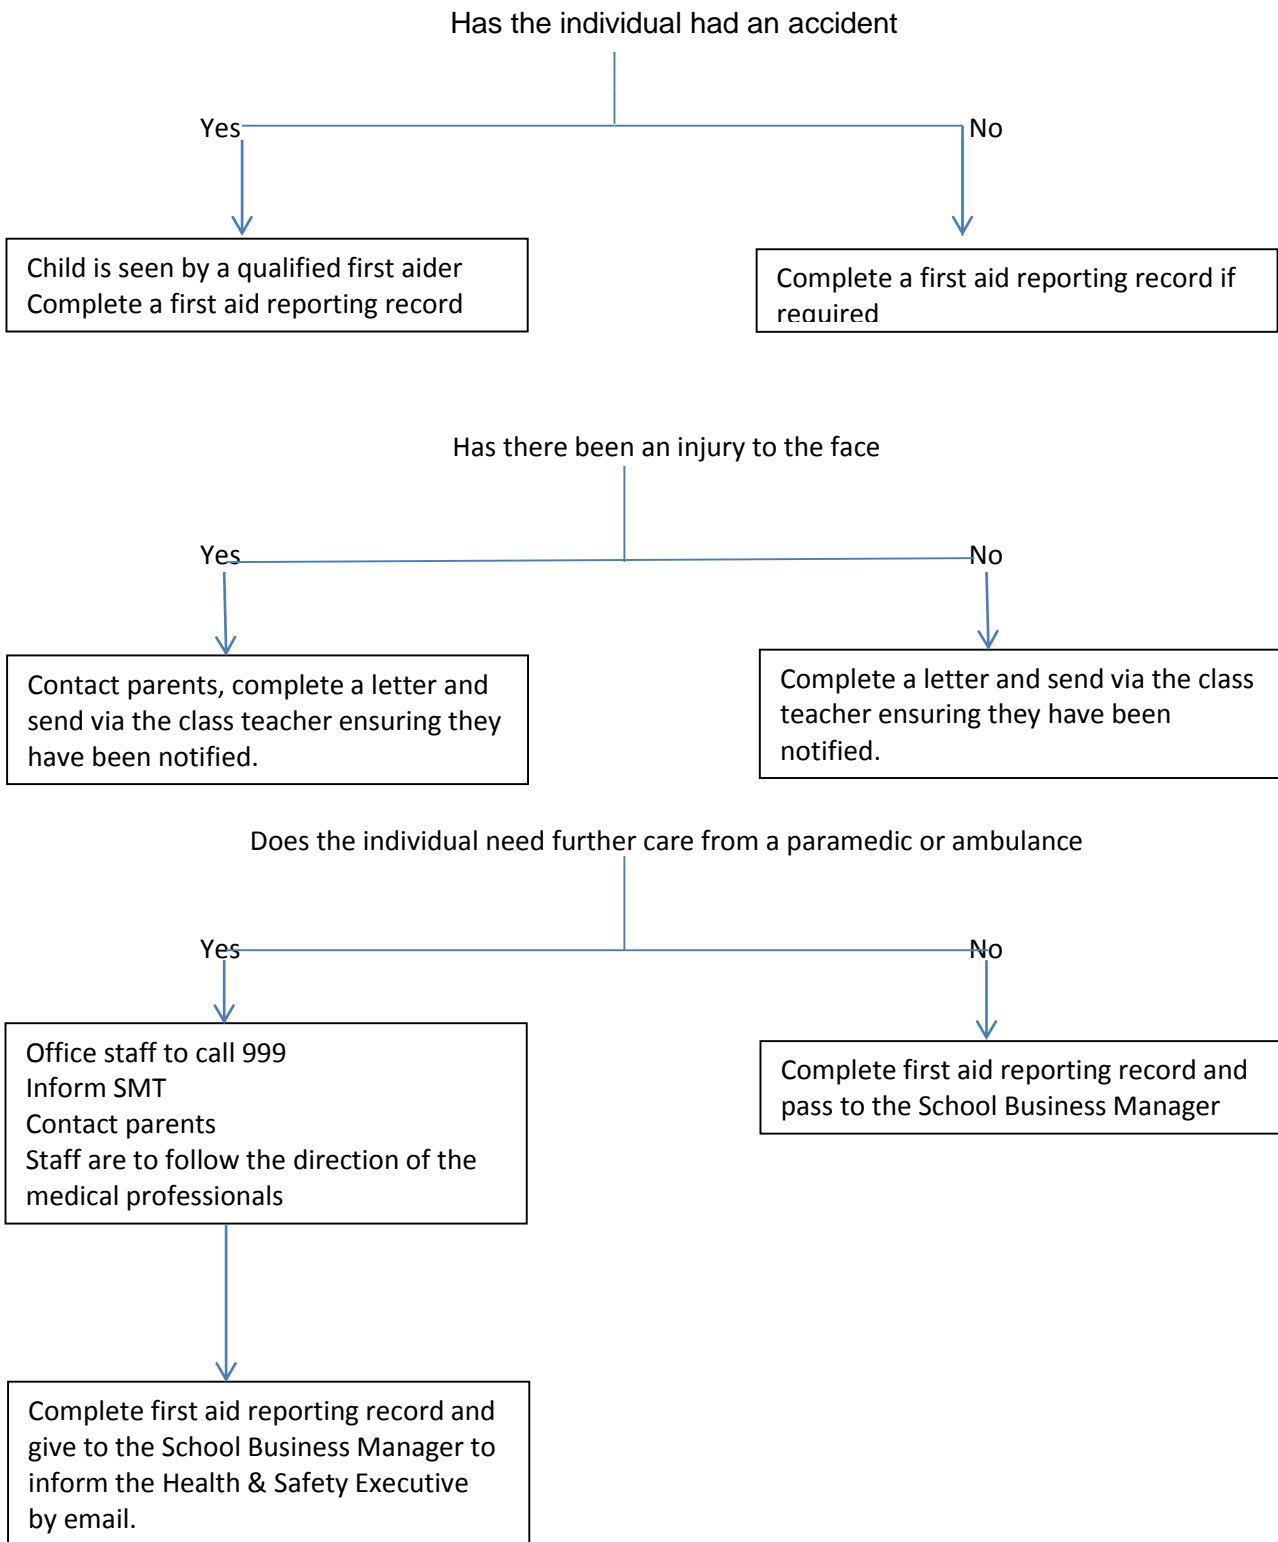 Has the individual had an accident
Yes
No
Child is seen by a qualified first aider
Complete a first aid reporting record
Complete a first aid reporting record if
required
Has there been an injury to the face
Yes
No
Contact parents, complete a letter and
send via the class teacher ensuring they
have been notified.
Complete a letter and send via the class
teacher ensuring they have been
notified.
Does the individual need further care from a paramedic or ambulance
Yes
No
Office staff to call 999
Inform SMT
Contact parents
Staff are to follow the direction of the
medical professionals
Complete first aid reporting record and
pass to the School Business Manager
Complete first aid reporting record and
give to the School Business Manager to
inform the Health & Safety Executive
by email.